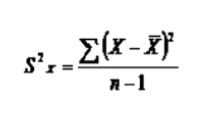 S²x = ∑(X − X̄)² / n − 1